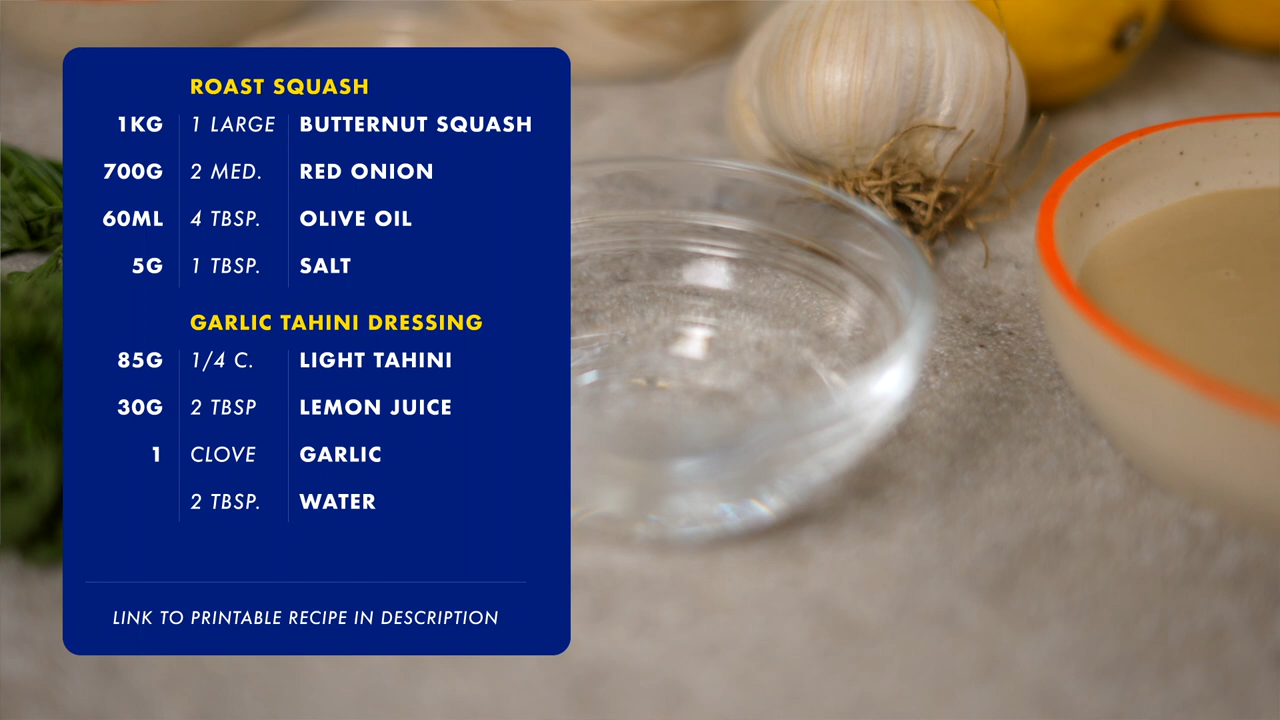 ROAST SQUASH
1KG 1 LARGE BUTTERNUT SQUASH
700G 2 MED. RED ONION
60ML 4 TBSP. OLIVE OIL
5G 1 TBSP. SALT
GARLIC TAHINI DRESSING
85G 1/4 C. LIGHT TAHINI
30G 2 TBSP LEMON JUICE
1 CLOVE GARLIC
2 TBSP. WATER
LINK TO PRINTABLE RECIPE IN DESCRIPTION